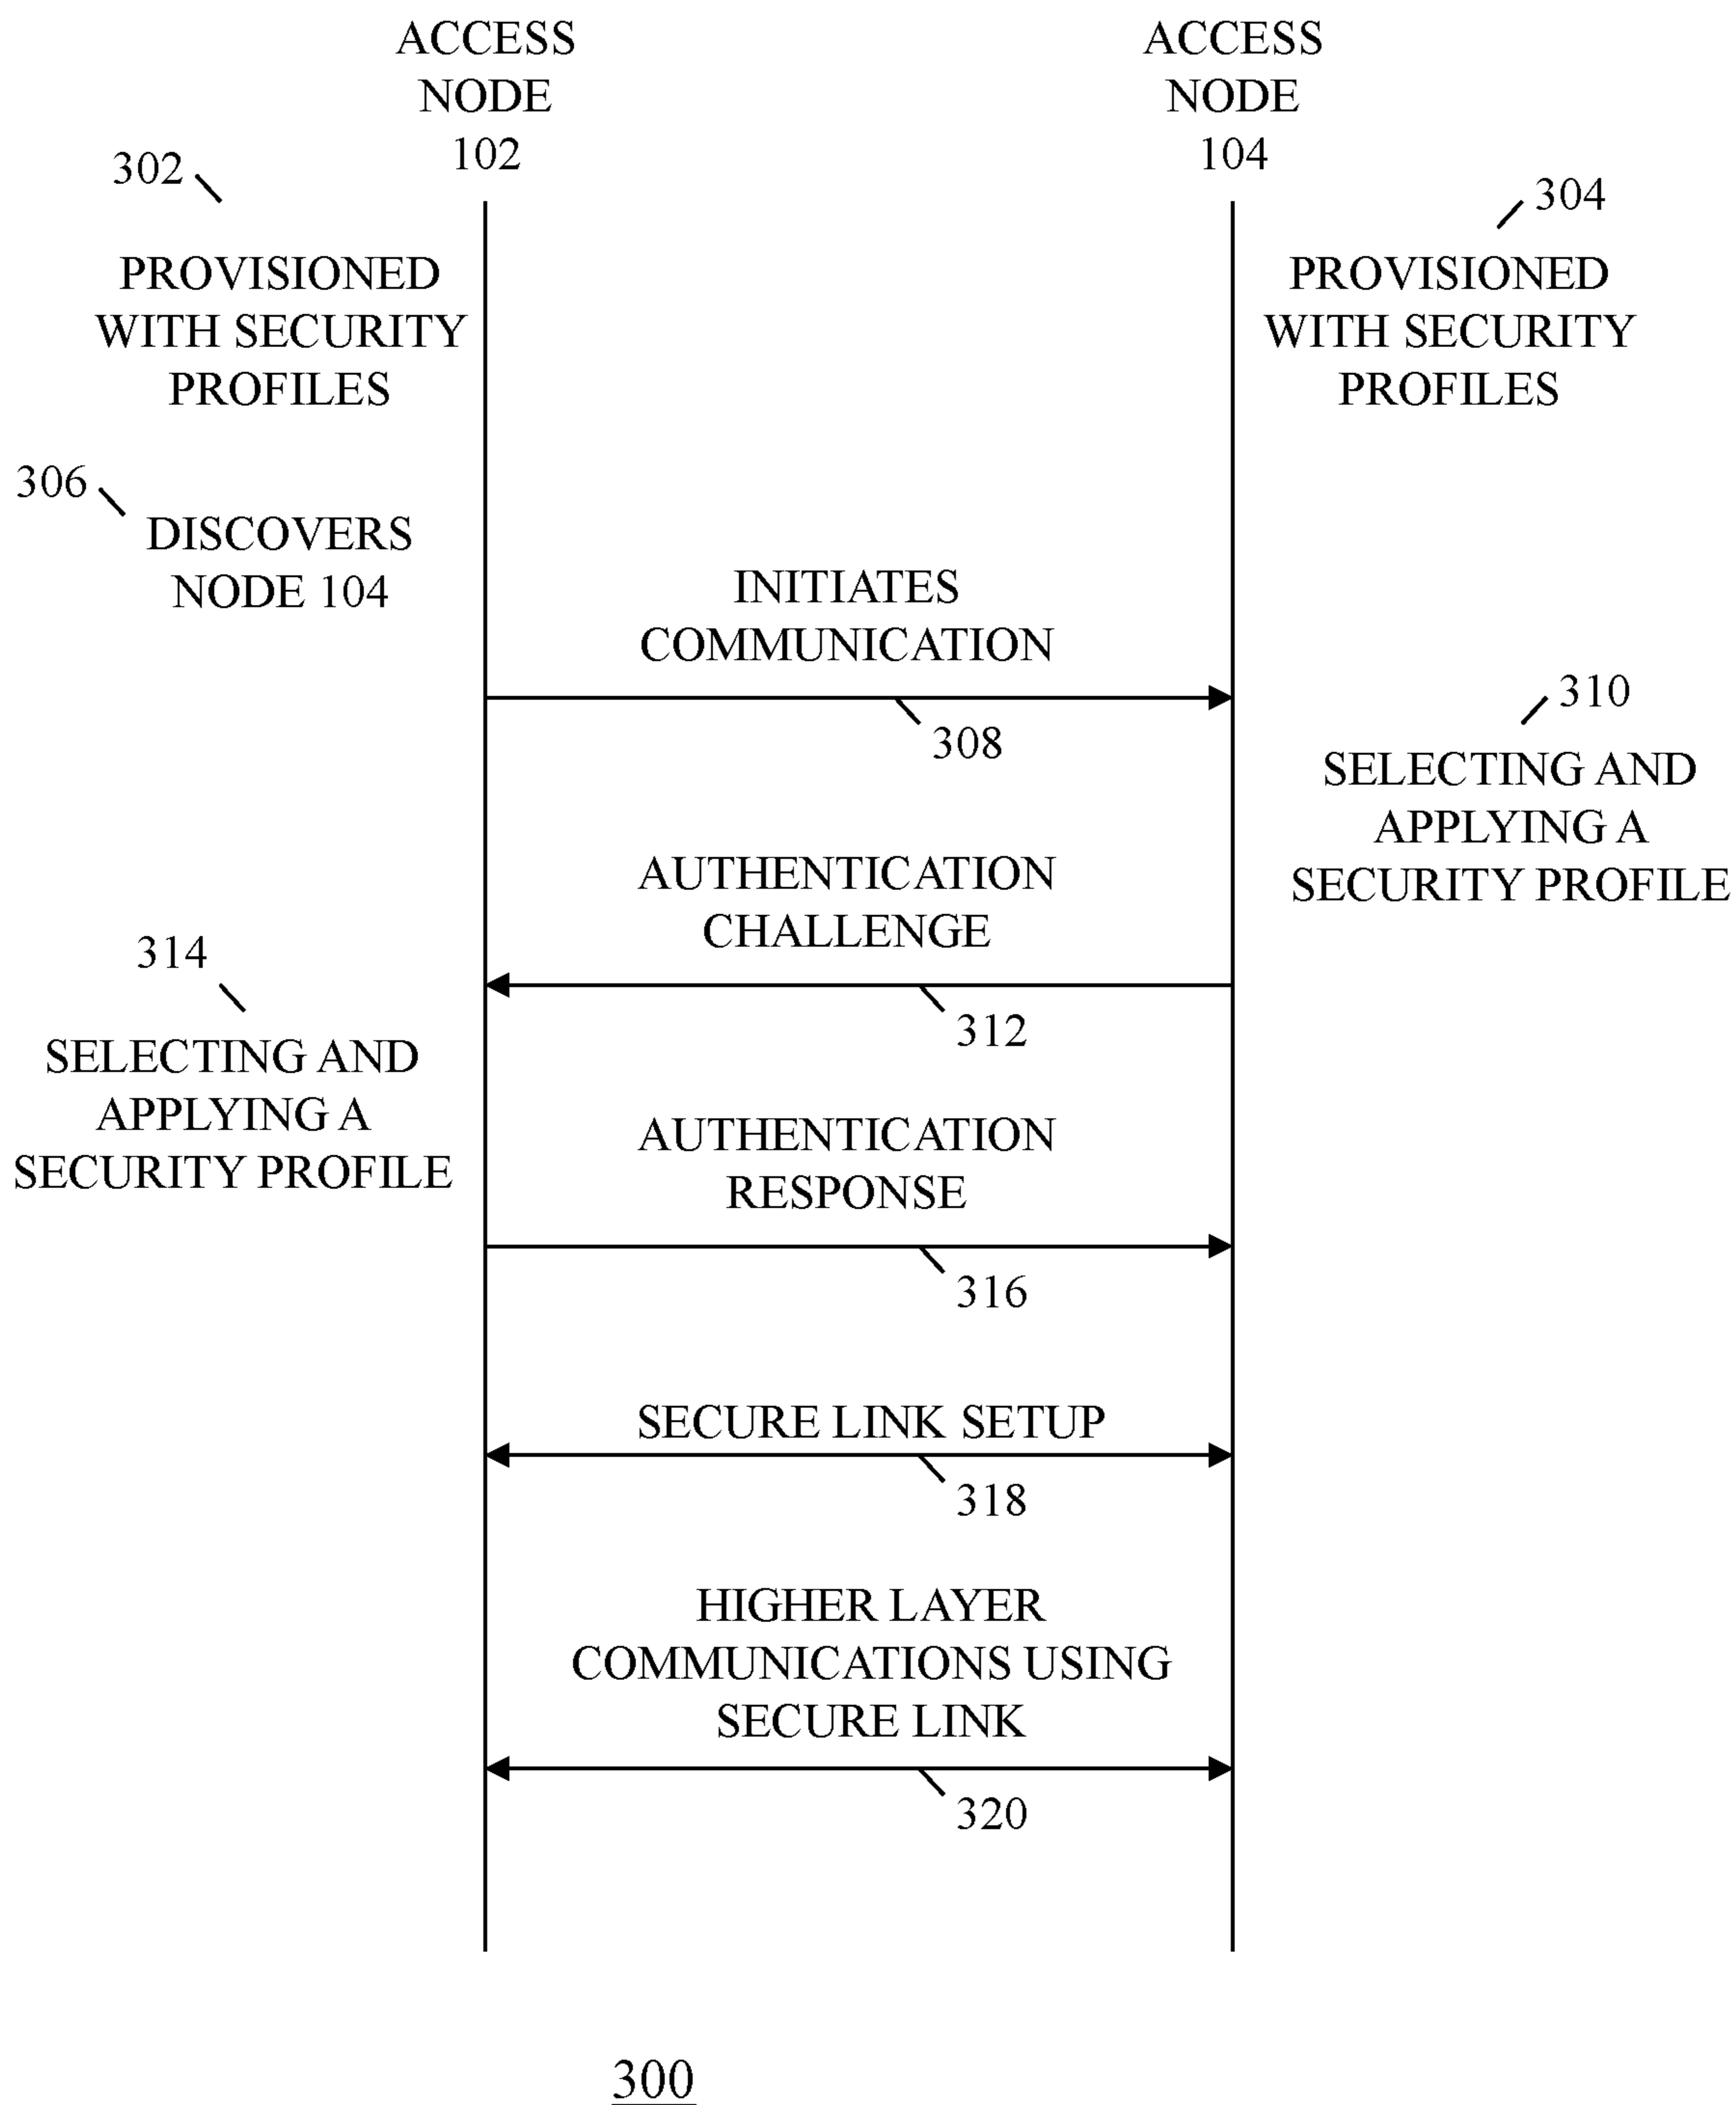 ACCESS
NODE
102
ACCESS
NODE
104
302
PROVISIONED
WITH SECURITY
PROFILES
304
PROVISIONED
WITH SECURITY
PROFILES
306
DISCOVERS
NODE 104
INITIATES
COMMUNICATION
308
310
SELECTING AND
APPLYING A
SECURITY PROFILE
AUTHENTICATION
CHALLENGE
312
314
SELECTING AND
APPLYING A
SECURITY PROFILE
AUTHENTICATION
RESPONSE
316
SECURE LINK SETUP
318
HIGHER LAYER
COMMUNICATIONS USING
SECURE LINK
320
300